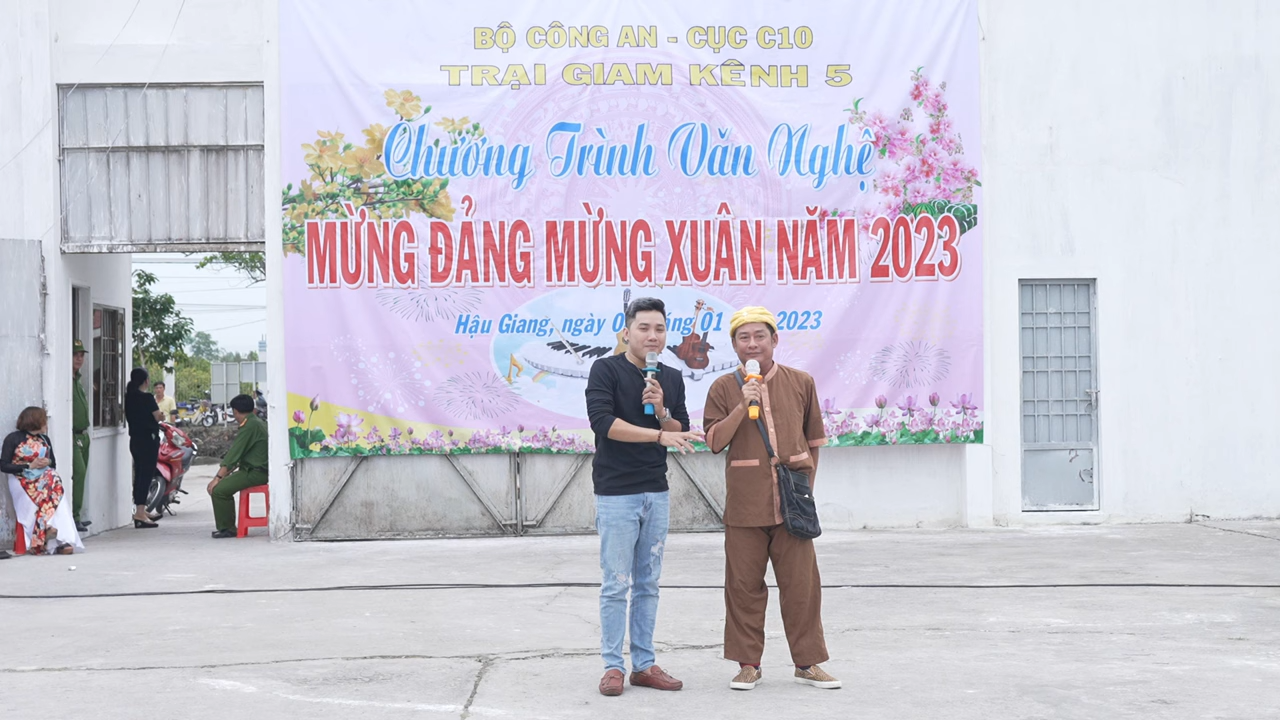 BỘ CÔNG AN - CỤC C10
TRẠI GIAM KÊNH 5
Chương Trình Văn Nghệ
MỪNG ĐẢNG MỪNG XUÂN NĂM 2023
Hậu Giang, ngày 01 2023